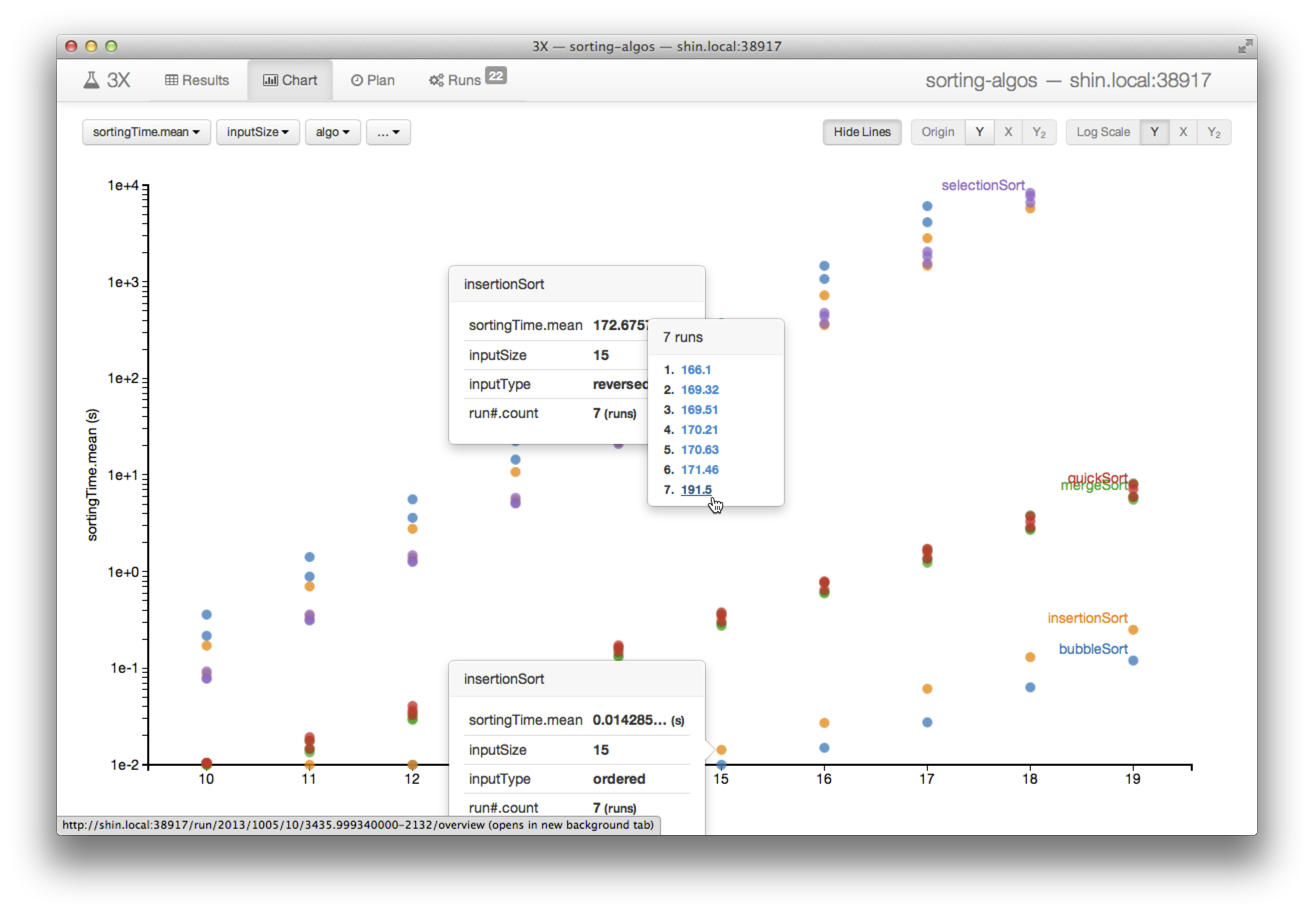 3X — sorting-algos — shin.local:38917
3X Results Chart Plan Runs 22 sorting-algos — shin.local:38917
sortingTime.mean inputSize algo ... Hide Lines Origin Y X Y2 Log Scale Y X Y2
sortingTime.mean (s)
1e+4
1e+3
1e+2
1e+1
1e+0
1e-1
1e-2
selectionSort
insertionSort
sortingTime.mean 172.6757
inputSize 15
inputType reversed
run#.count 7 (runs)
7 runs
1. 166.1
2. 169.32
3. 169.51
4. 170.21
5. 170.63
6. 171.46
7. 191.5
quickSort
mergeSort
insertionSort
bubbleSort
insertionSort
sortingTime.mean 0.014285... (s)
inputSize 15
inputType ordered
run#.count 7 (runs)
10 11 12 15 16 17 18 19
http://shin.local:38917/run/2013/1005/10/3435.999340000-2132/overview (opens in new background tab)